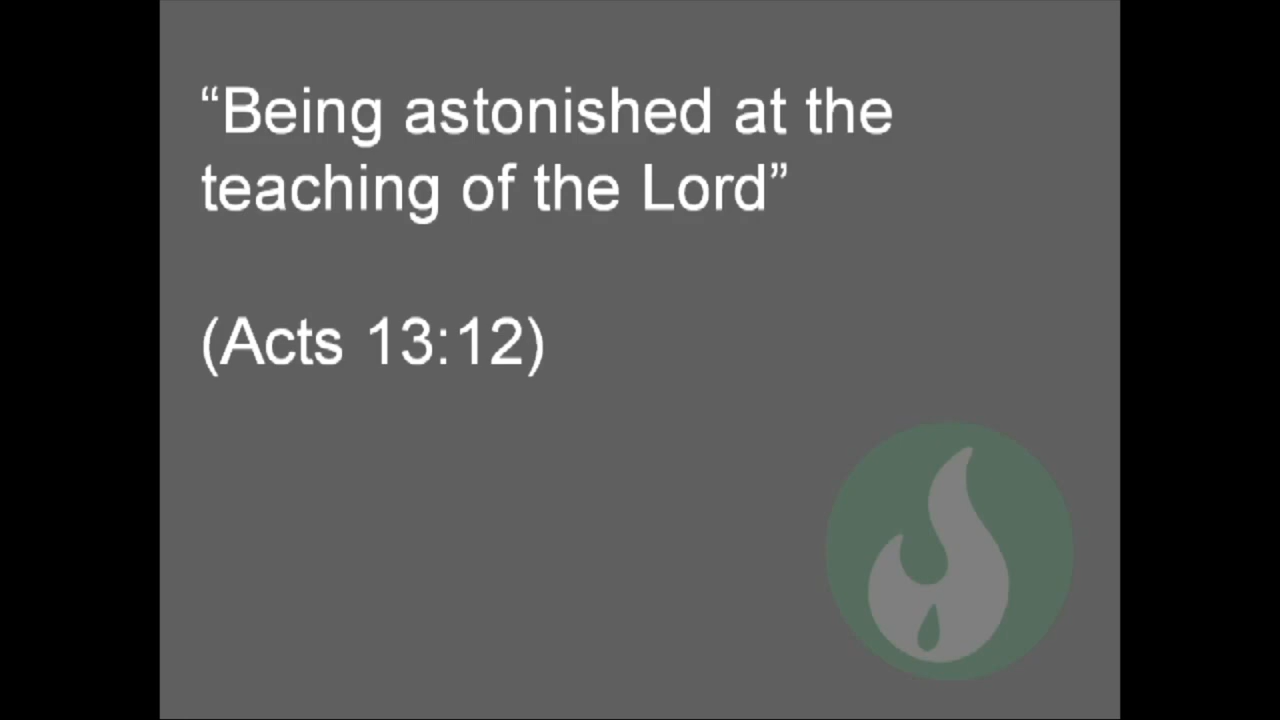 “Being astonished at the
teaching of the Lord”
(Acts 13:12)